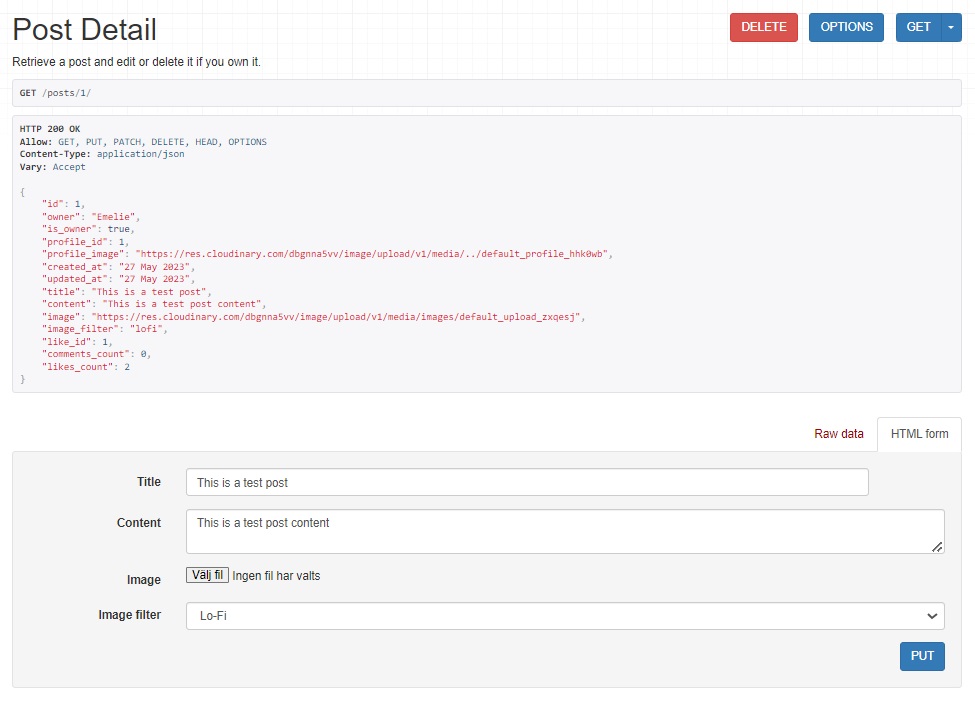 Post Detail
DELETE OPTIONS GET
Retrieve a post and edit or delete it if you own it.
GET /posts/1/
HTTP 200 OK
Allow: GET, PUT, PATCH, DELETE, HEAD, OPTIONS
Content-Type: application/json
Vary: Accept
{
"id": 1,
"owner": "Emelie",
"is_owner": true,
"profile_id": 1,
"profile_image": "https://res.cloudinary.com/dbgnna5vv/image/upload/v1/media/../default_profile_hhk0wb",
"created_at": "27 May 2023",
"updated_at": "27 May 2023",
"title": "This is a test post",
"content": "This is a test post content",
"image": "https://res.cloudinary.com/dbgnna5vv/image/upload/v1/media/images/default_upload_zxqesj",
"image_filter": "lofi",
"like_id": 1,
"comments_count": 0,
"likes_count": 2
}
Raw data HTML form
Title This is a test post
Content This is a test post content
Image Välj fil Ingen fil har valts
Image filter Lo-Fi
PUT